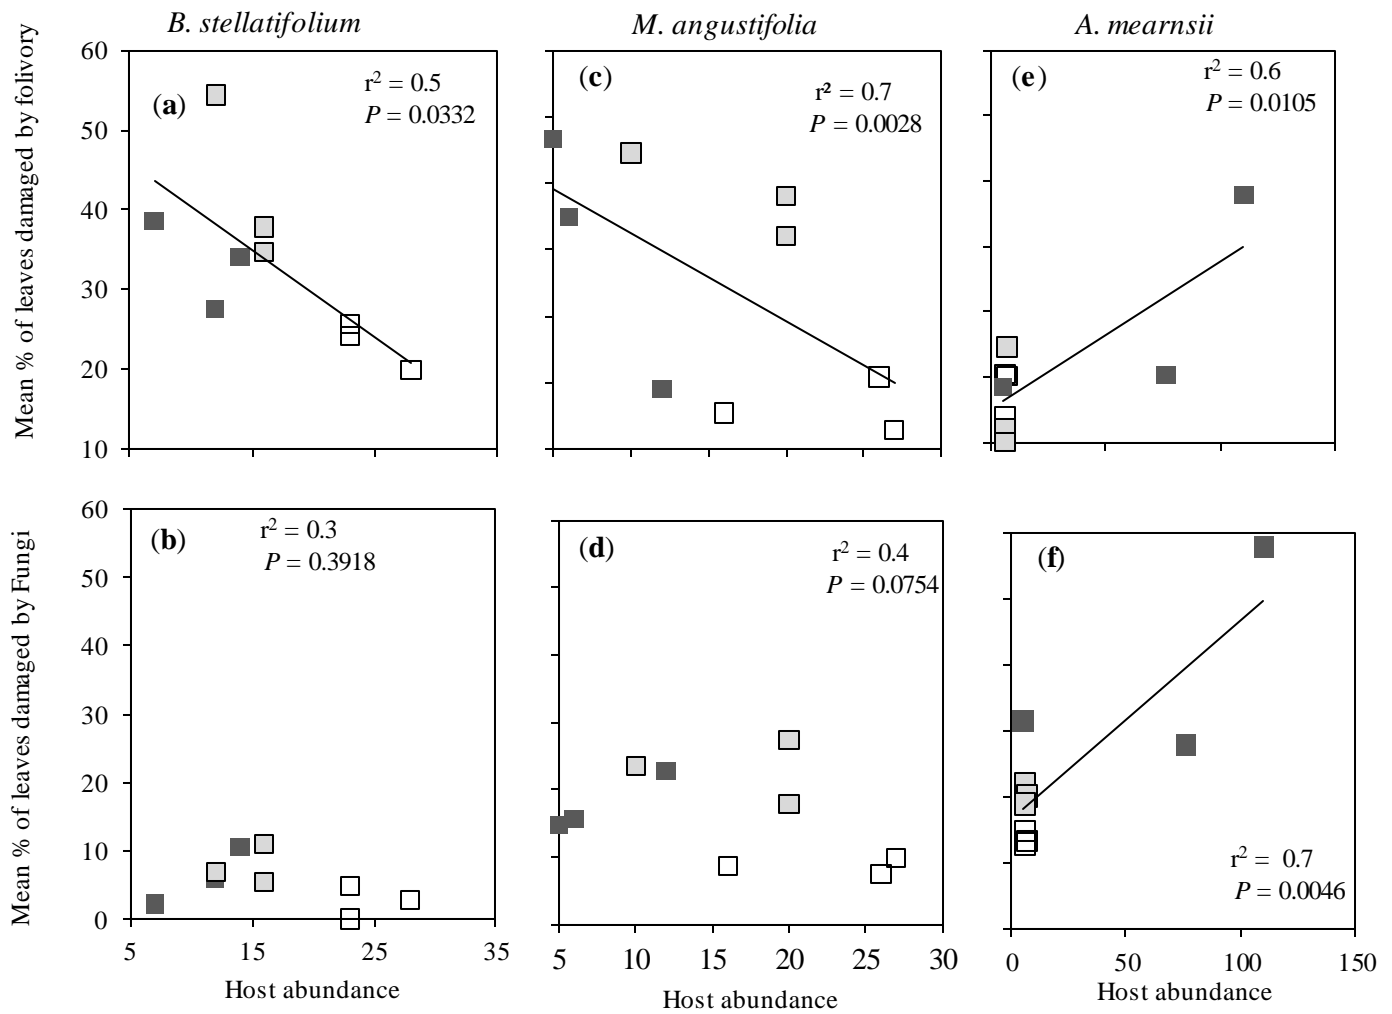 B. stellatifolium
M. angustifolia
A. mearnsii
Mean % of leaves damaged by folivory
60
50
40
30
20
10
(a)
r² = 0.5
P = 0.0332
(c)
r² = 0.7
P = 0.0028
(e)
r² = 0.6
P = 0.0105
Mean % of leaves damaged by Fungi
60
50
40
30
20
10
0
(b)
r² = 0.3
P = 0.3918
(d)
r² = 0.4
P = 0.0754
(f)
r² = 0.7
P = 0.0046
5 15 25 35
5 10 15 20 25 30
0 50 100 150
Host abundance
Host abundance
Host abundance